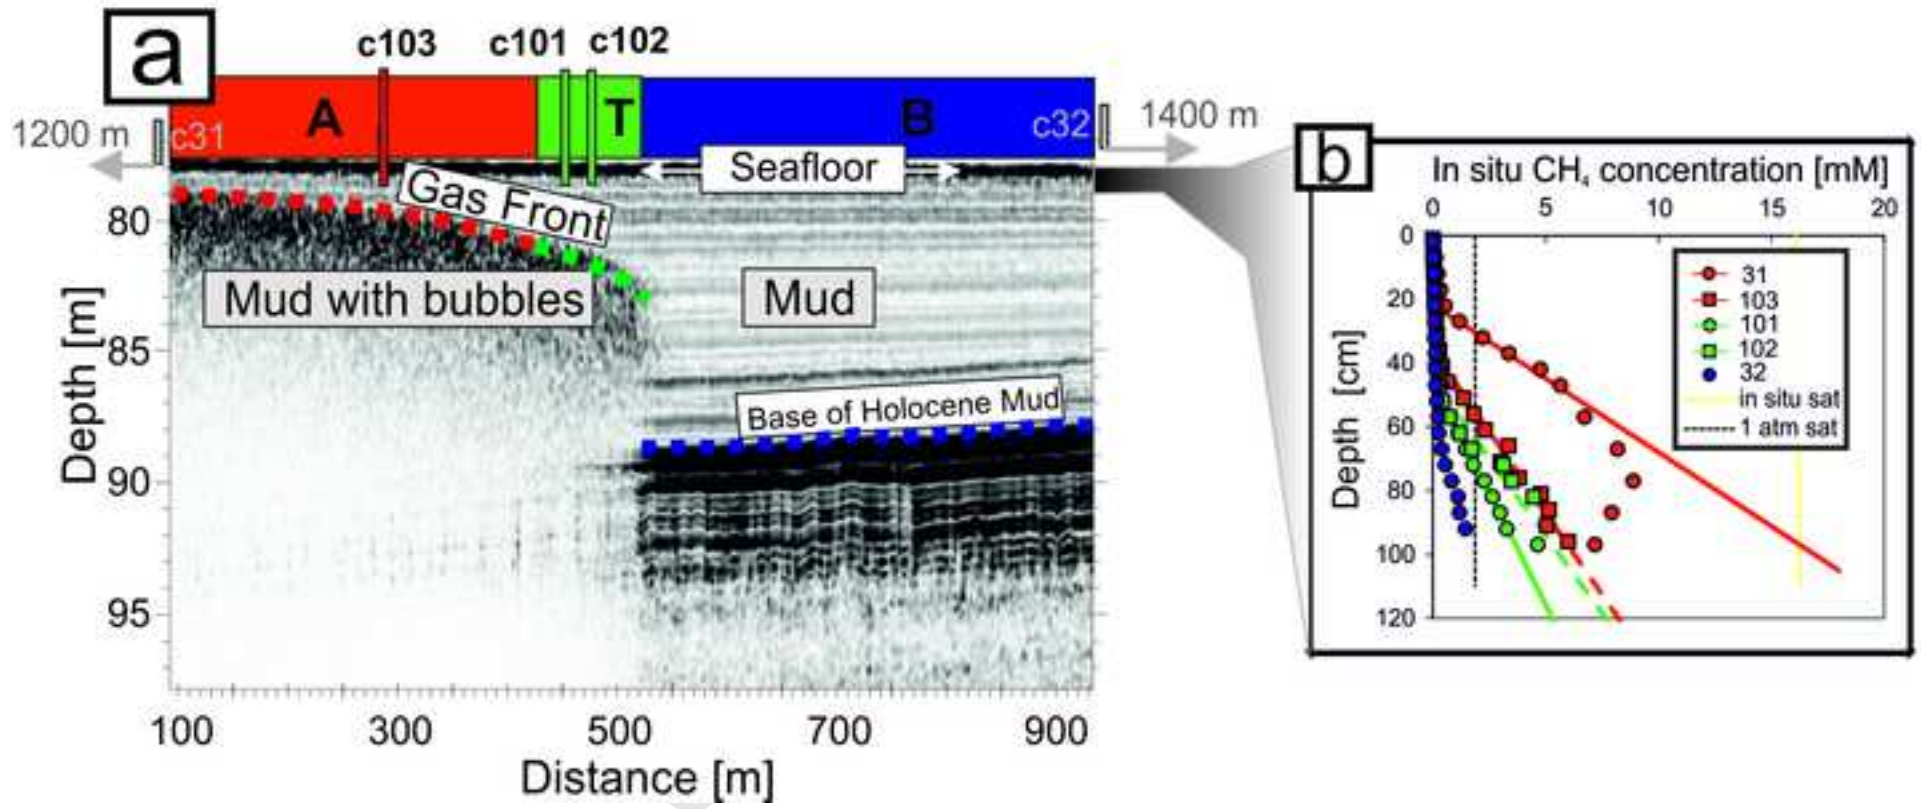 a
c103 c101 c102
A T B
1200 m c31 c32 1400 m
Seafloor
Gas Front
Mud with bubbles
Mud
Base of Holocene Mud
Depth [m]
80
85
90
95
100 300 500 700 900
Distance [m]
b
In situ CH₄ concentration [mM]
0 5 10 15 20
Depth [cm]
0
20
40
60
80
100
120
31
103
101
102
32
in situ sat
1 atm sat